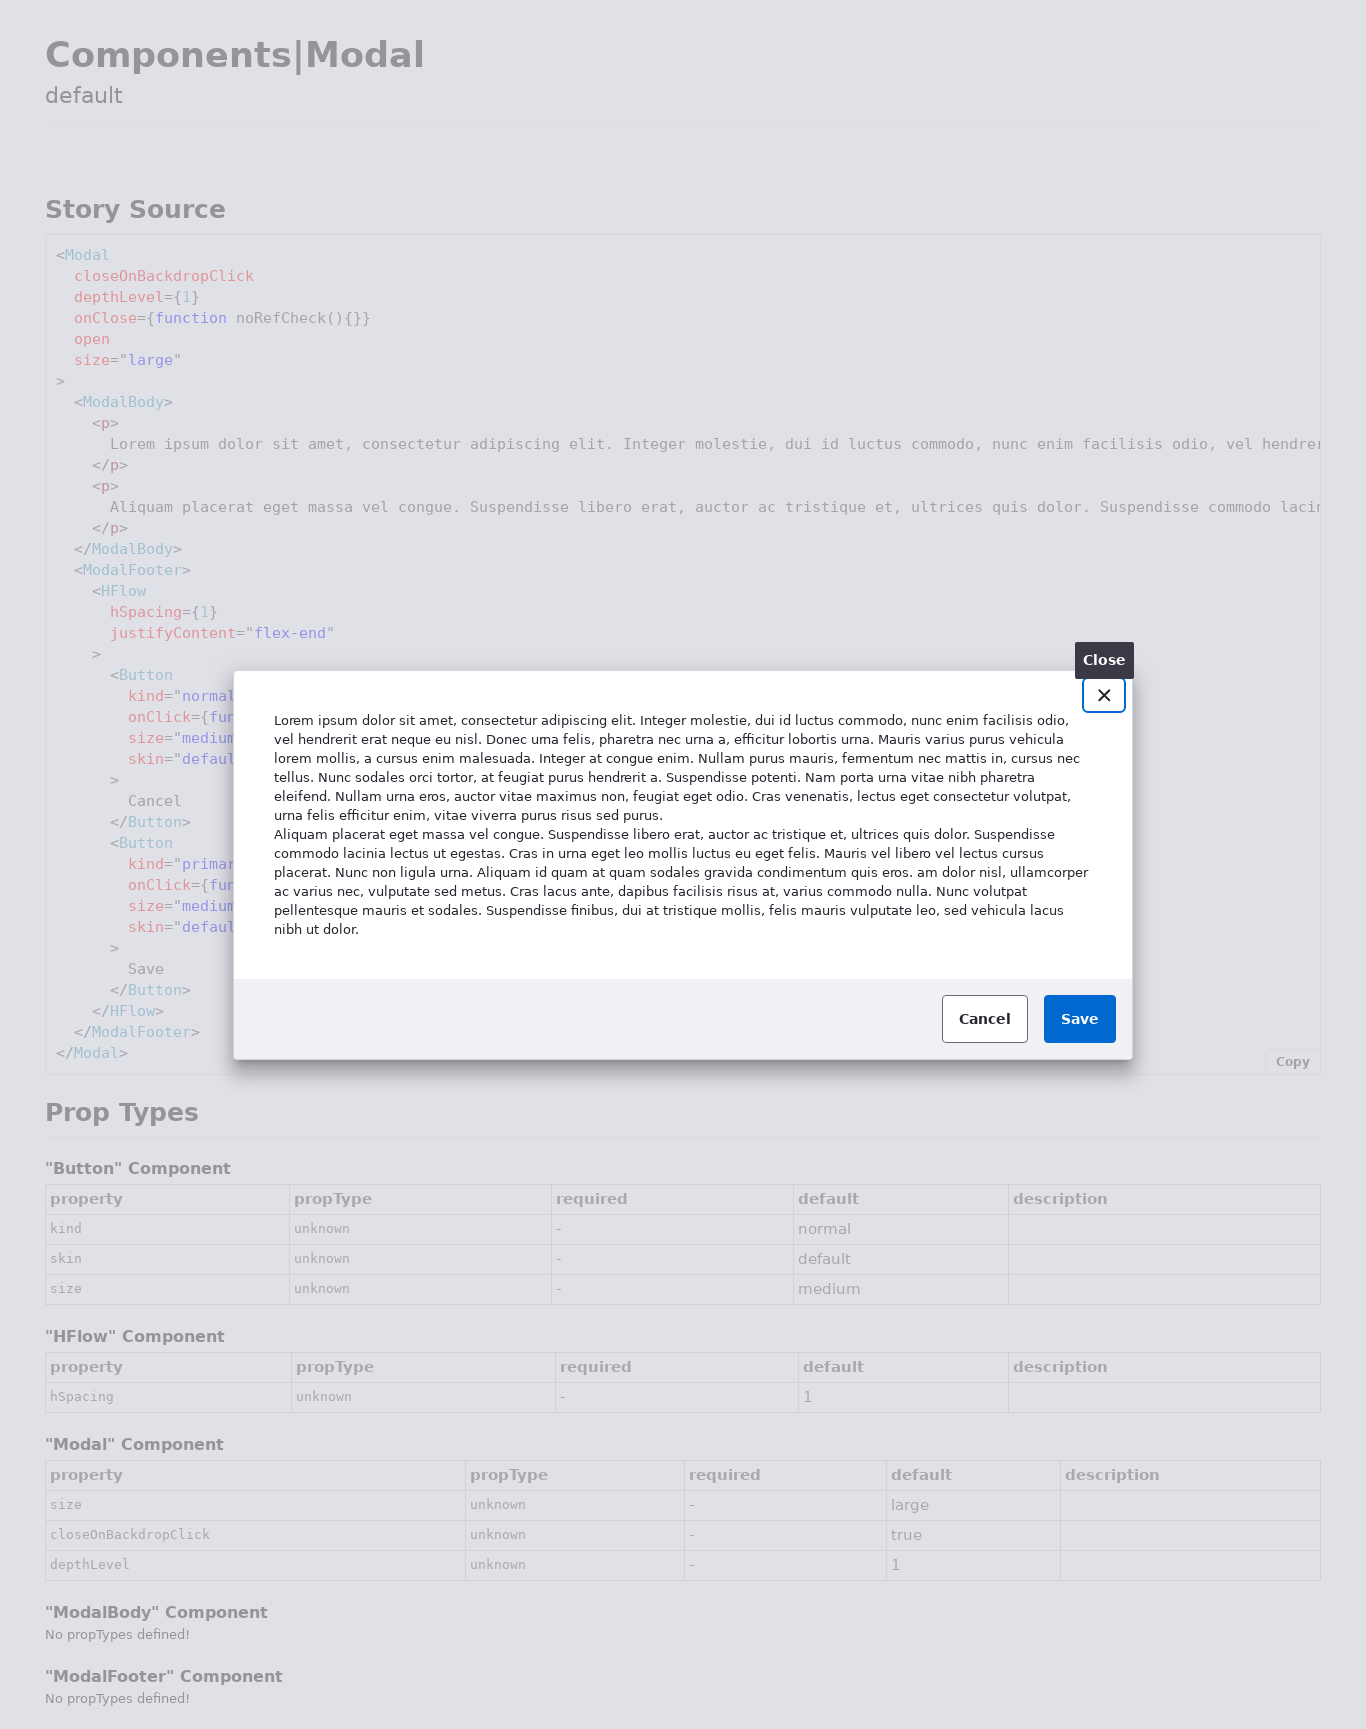 Components|Modal
default
Story Source
<Modal
closeOnBackdropClick
depthLevel={1}
onClose={function noRefCheck(){}}
open
size="large"
>
<ModalBody>
<p>
Lorem ipsum dolor sit amet, consectetur adipiscing elit. Integer molestie, dui id luctus commodo, nunc enim facilisis odio, vel
</p>
<p>
Aliquam placerat eget massa vel congue. Suspendisse libero erat, auctor ac tristique et, ultrices quis dolor. Suspendisse commodo
</p>
</ModalBody>
<ModalFooter>
<HFlow
hSpacing={1}
justifyContent="flex-end"
>
<Button
kind="normal
onClick={fun
size="medium
skin="defaul
>
Cancel
</Button>
<Button
kind="primar
onClick={fun
size="medium
skin="defaul
>
Save
</Button>
</HFlow>
</ModalFooter>
</Modal>
Copy
Close
Lorem ipsum dolor sit amet, consectetur adipiscing elit. Integer molestie, dui id luctus commodo, nunc enim facilisis odio,
vel hendrerit erat neque eu nisl. Donec urna felis, pharetra nec urna a, efficitur lobortis urna. Mauris varius purus vehicula
lorem mollis, a cursus enim malesuada. Integer at congue enim. Nullam purus mauris, fermentum nec mattis in, cursus nec
tellus. Nunc sodales orci tortor, at feugiat purus hendrerit a. Suspendisse potenti. Nam porta urna vitae nibh pharetra
eleifend. Nullam urna eros, auctor vitae maximus non, feugiat eget odio. Cras venenatis, lectus eget consectetur volutpat,
urna felis efficitur enim, vitae viverra purus risus sed purus.
Aliquam placerat eget massa vel congue. Suspendisse libero erat, auctor ac tristique et, ultrices quis dolor. Suspendisse
commodo lacinia lectus ut egestas. Cras in urna eget leo mollis luctus eu eget felis. Mauris vel libero vel lectus cursus
placerat. Nunc non ligula urna. Aliquam id quam at quam sodales gravida condimentum quis eros. am dolor nisl, ullamcorper
ac varius nec, vulputate sed metus. Cras lacus ante, dapibus facilisis risus at, varius commodo nulla. Nunc volutpat
pellentesque mauris et sodales. Suspendisse finibus, dui at tristique mollis, felis mauris vulputate leo, sed vehicula lacus
nibh ut dolor.
Cancel Save
Prop Types
"Button" Component
property propType required default description
kind unknown - normal
skin unknown - default
size unknown - medium
"HFlow" Component
property propType required default description
hSpacing unknown - 1
"Modal" Component
property propType required default description
size unknown - large
closeOnBackdropClick unknown - true
depthLevel unknown - 1
"ModalBody" Component
No propTypes defined!
"ModalFooter" Component
No propTypes defined!